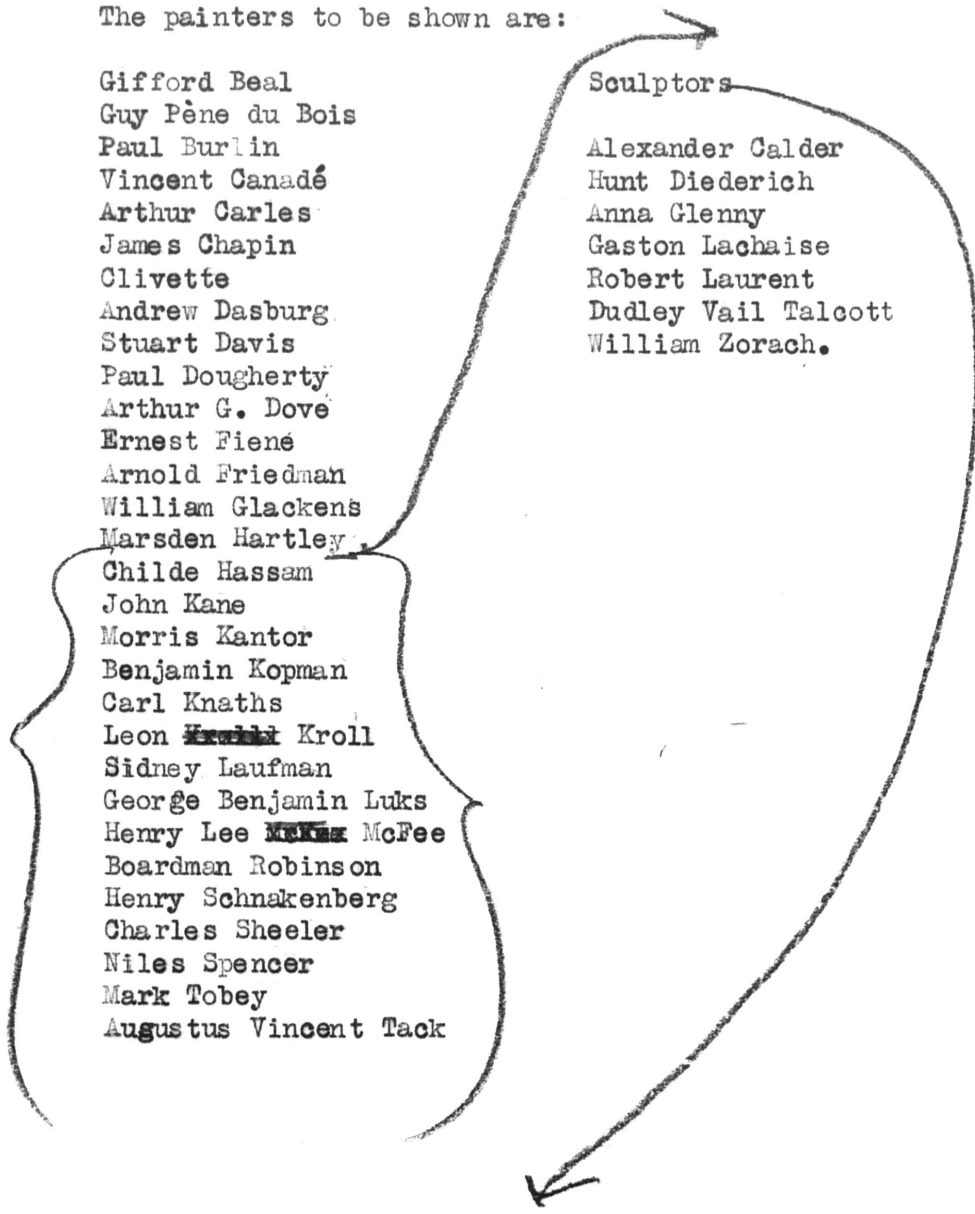 The painters to be shown are:
Gifford Beal
Guy Pène du Bois
Paul Burlin
Vincent Canadé
Arthur Carles
James Chapin
Clivette
Andrew Dasburg
Stuart Davis
Paul Dougherty
Arthur G. Dove
Ernest Fiené
Arnold Friedman
William Glackens
Marsden Hartley
Childe Hassam
John Kane
Morris Kantor
Benjamin Kopman
Carl Knaths
Leon Kroll
Sidney Laufman
George Benjamin Luks
Henry Lee McFee
Boardman Robinson
Henry Schnakenberg
Charles Sheeler
Niles Spencer
Mark Tobey
Augustus Vincent Tack
Sculptors
Alexander Calder
Hunt Diederich
Anna Glenny
Gaston Lachaise
Robert Laurent
Dudley Vail Talcott
William Zorach.